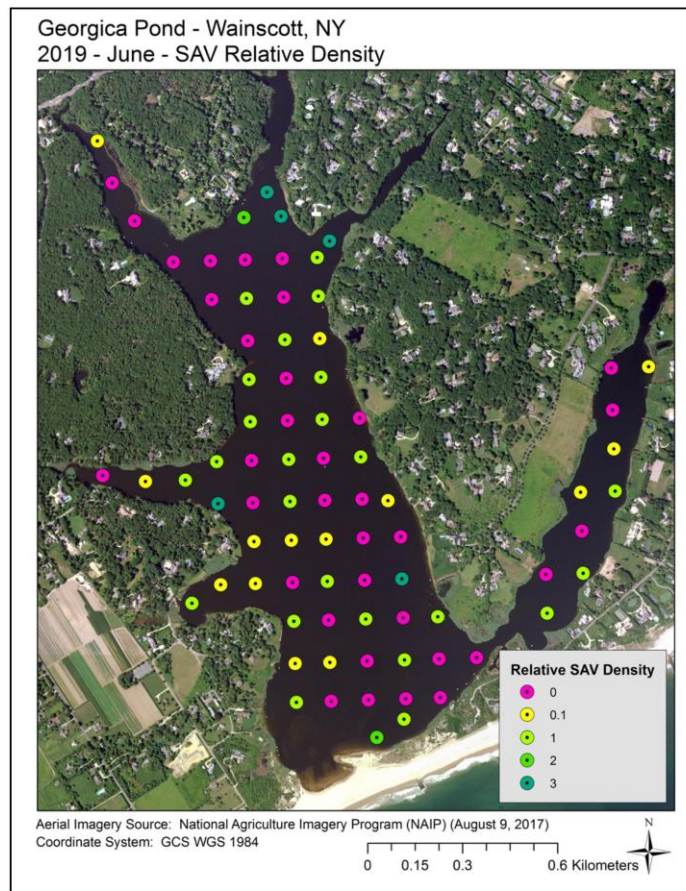 Georgica Pond - Wainscott, NY
2019 - June - SAV Relative Density
Relative SAV Density
0
0.1
1
2
3
Aerial Imagery Source: National Agriculture Imagery Program (NAIP) (August 9, 2017)
Coordinate System: GCS WGS 1984
N
0 0.15 0.3 0.6 Kilometers